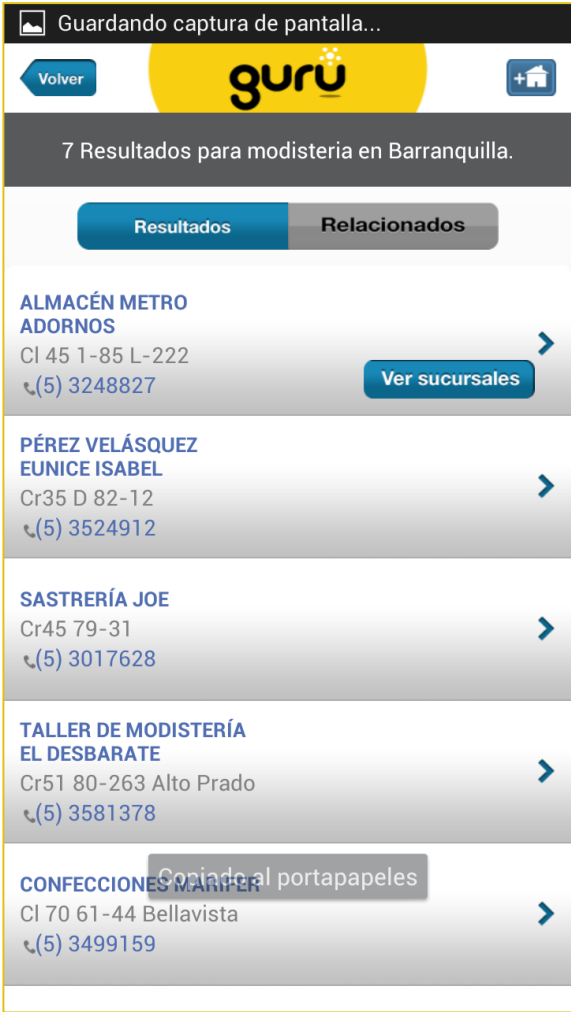 Guardando captura de pantalla...
Volver
gurú
7 Resultados para modisteria en Barranquilla.
Resultados
Relacionados
ALMACÉN METRO
ADORNOS
Cl 45 1-85 L-222
(5) 3248827
Ver sucursales
PÉREZ VELÁSQUEZ
EUNICE ISABEL
Cr35 D 82-12
(5) 3524912
SASTRERÍA JOE
Cr45 79-31
(5) 3017628
TALLER DE MODISTERÍA
EL DESBARATE
Cr51 80-263 Alto Prado
(5) 3581378
Copiado al portapapeles
CONFECCIONES MARIFER
Cl 70 61-44 Bellavista
(5) 3499159